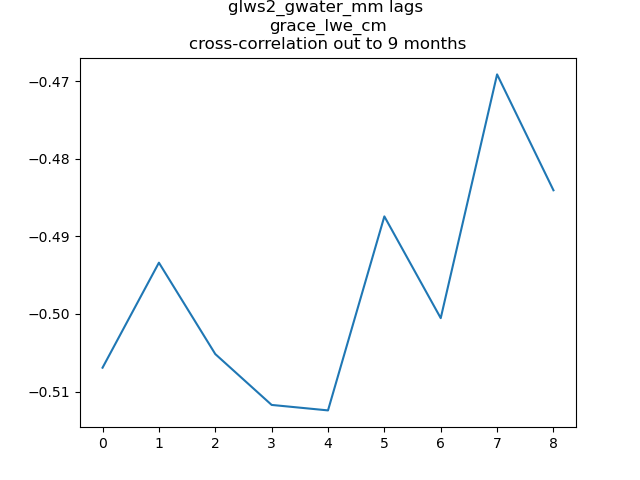 glws2_gwater_mm lags
grace_lwe_cm
cross-correlation out to 9 months
−0.47
−0.48
−0.49
−0.50
−0.51
0 1 2 3 4 5 6 7 8